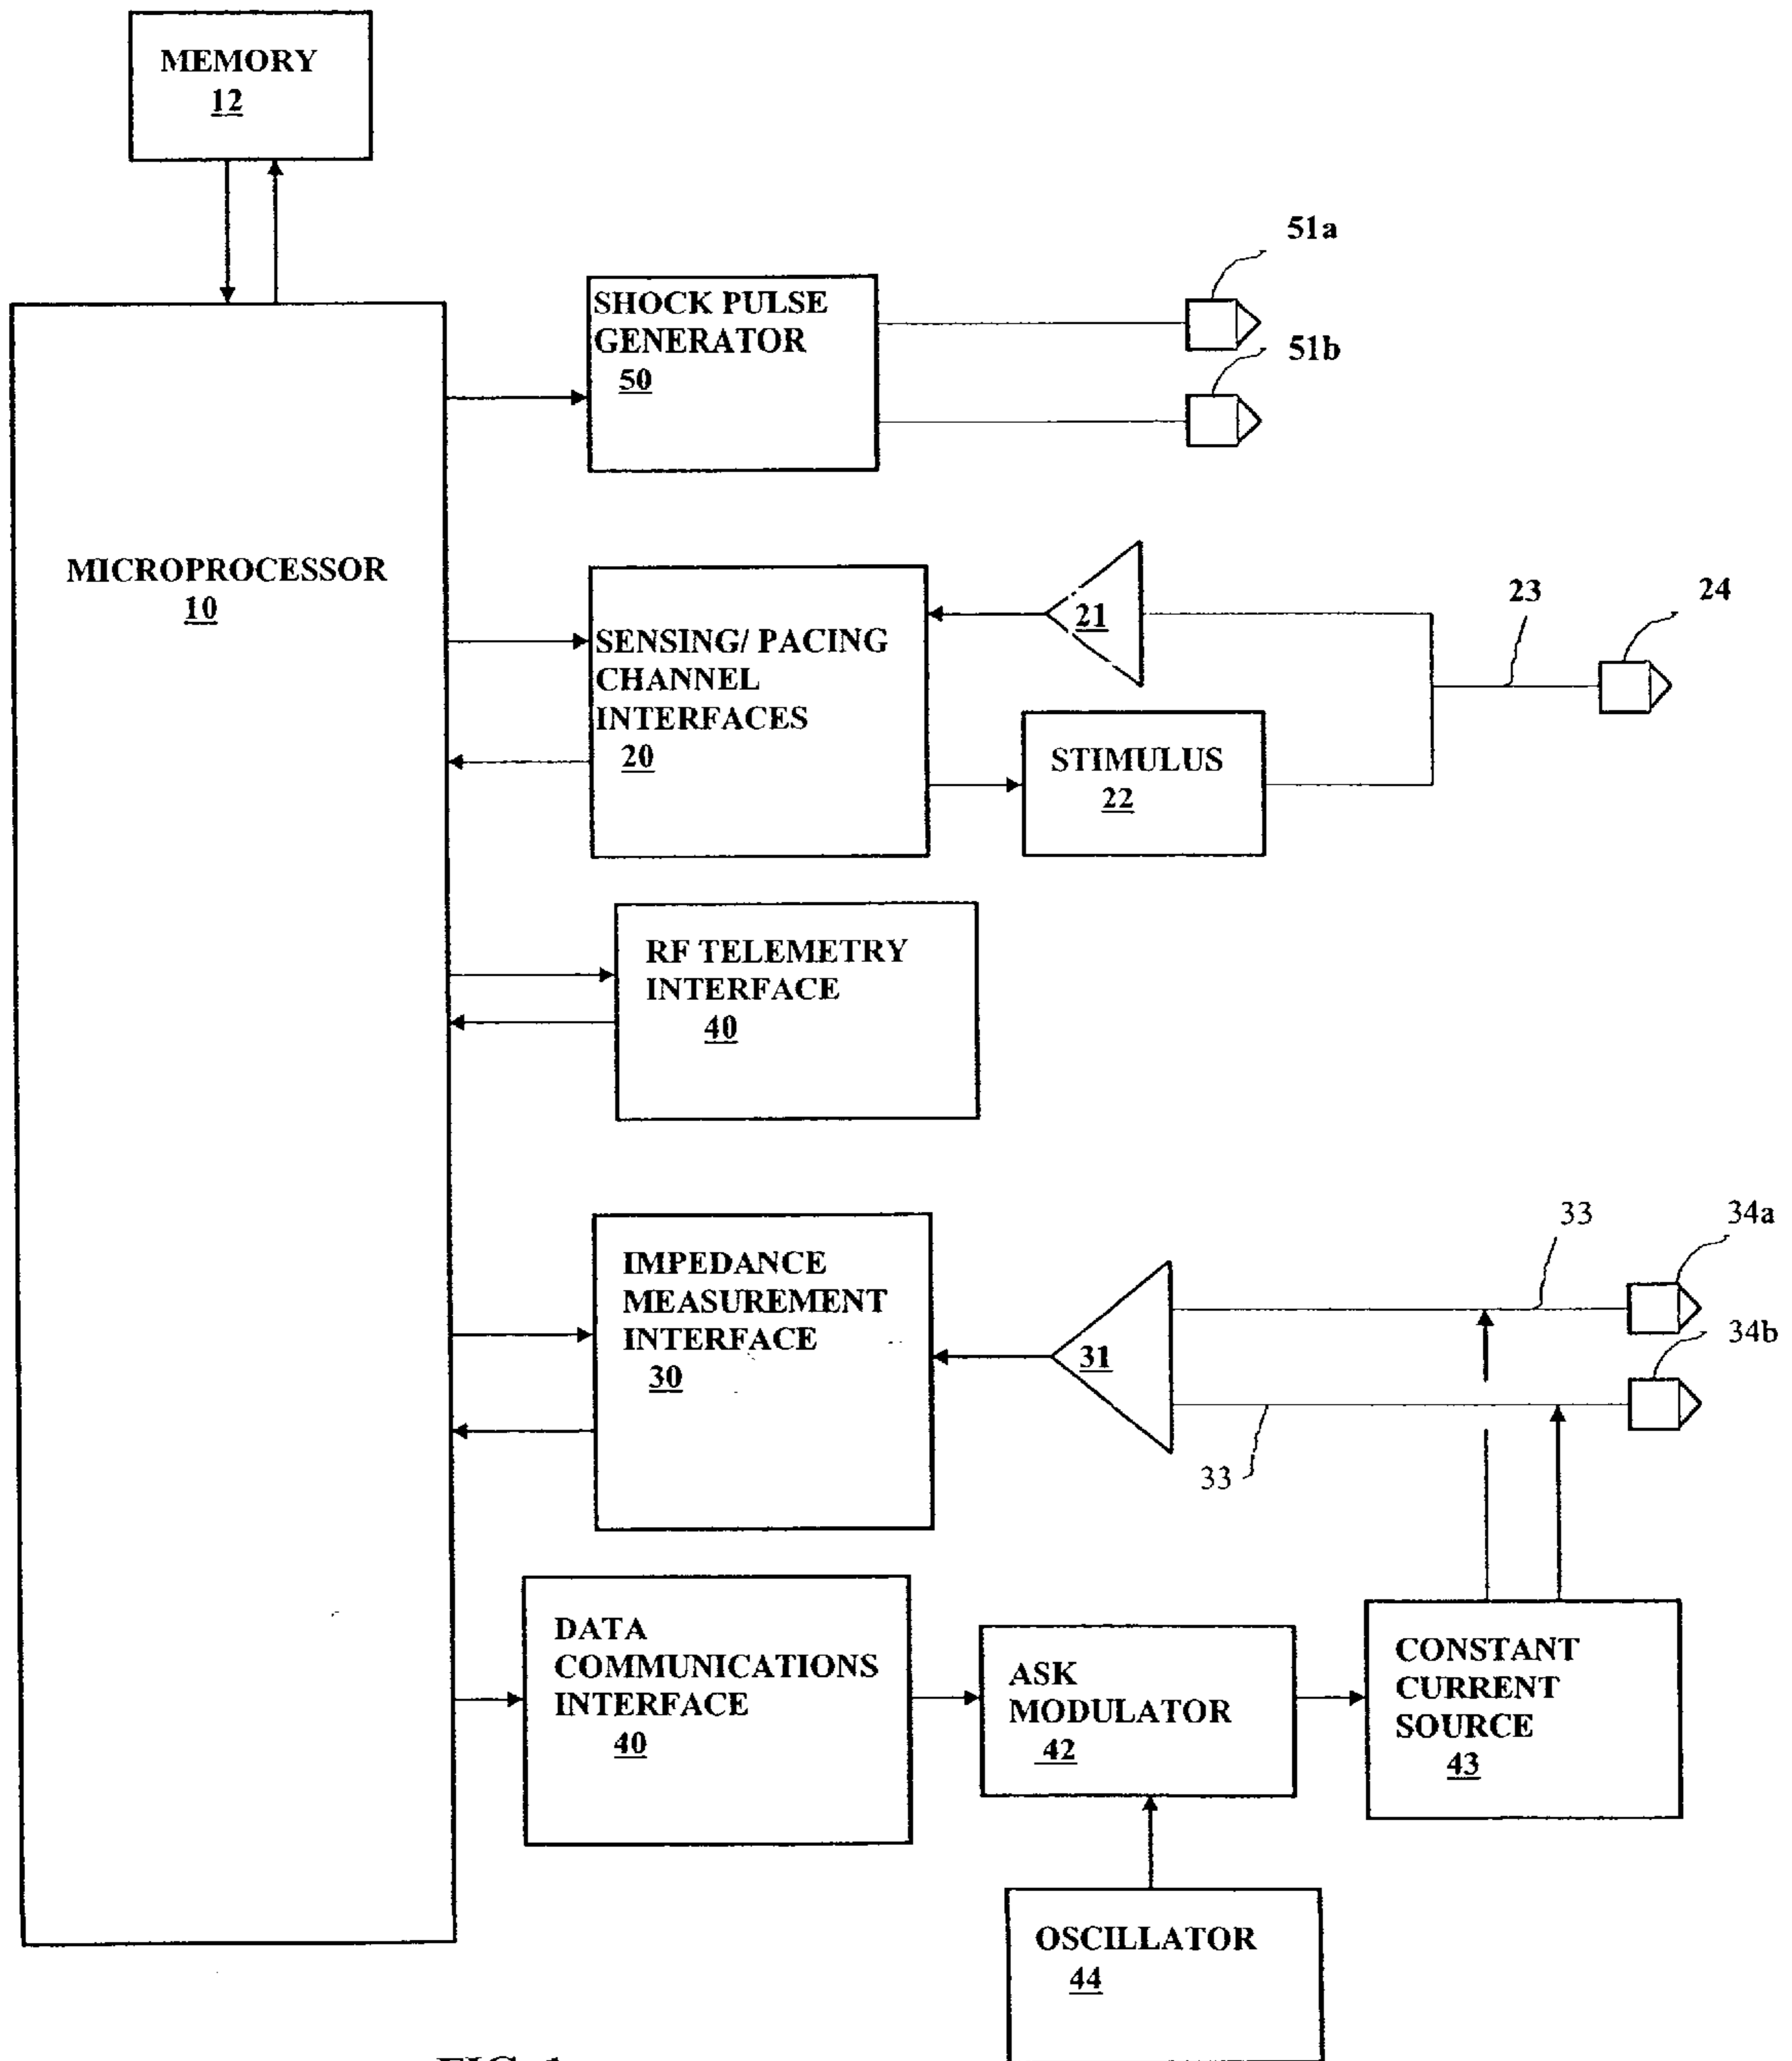 MEMORY
12
51a
SHOCK PULSE
GENERATOR
50
51b
MICROPROCESSOR
10
SENSING/ PACING
CHANNEL
INTERFACES
20
21
STIMULUS
22
23
24
RF TELEMETRY
INTERFACE
40
IMPEDANCE
MEASUREMENT
INTERFACE
30
31
33
34a
34b
33
DATA
COMMUNICATIONS
INTERFACE
40
ASK
MODULATOR
42
CONSTANT
CURRENT
SOURCE
43
OSCILLATOR
44